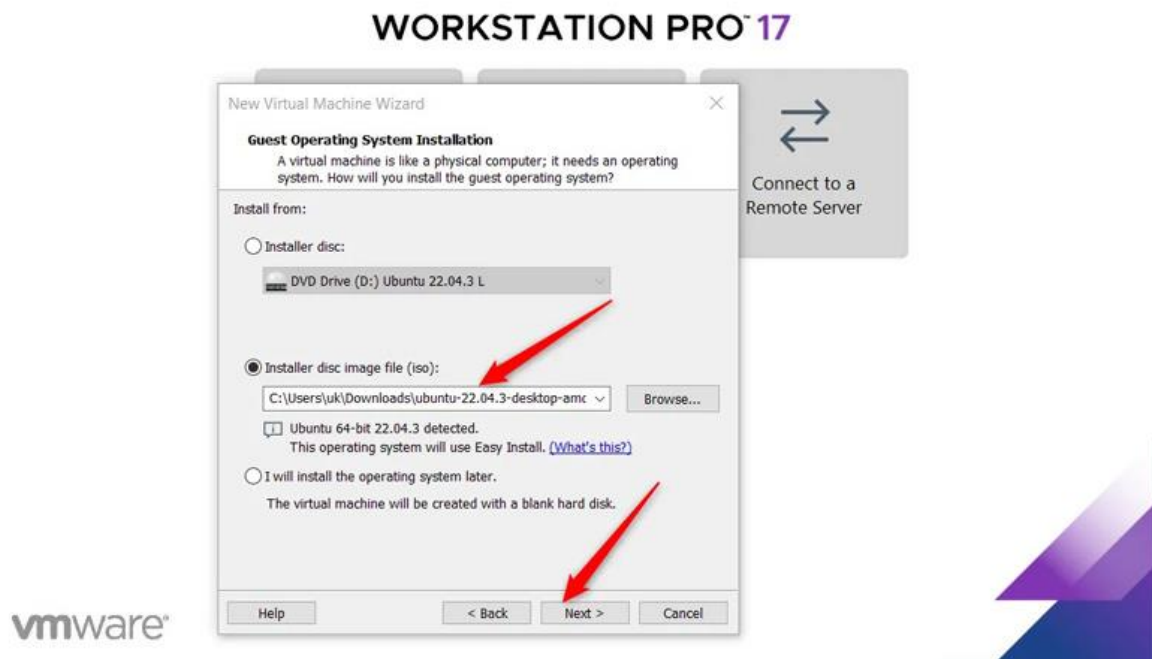 WORKSTATION PRO™ 17
New Virtual Machine Wizard
Guest Operating System Installation
A virtual machine is like a physical computer; it needs an operating
system. How will you install the guest operating system?
Install from:
Installer disc:
DVD Drive (D:) Ubuntu 22.04.3 L
Installer disc image file (iso):
C:\Users\uk\Downloads\ubuntu-22.04.3-desktop-amc
Browse...
Ubuntu 64-bit 22.04.3 detected.
This operating system will use Easy Install. (What's this?)
I will install the operating system later.
The virtual machine will be created with a blank hard disk.
Help
< Back
Next >
Cancel
Connect to a
Remote Server
vmware®